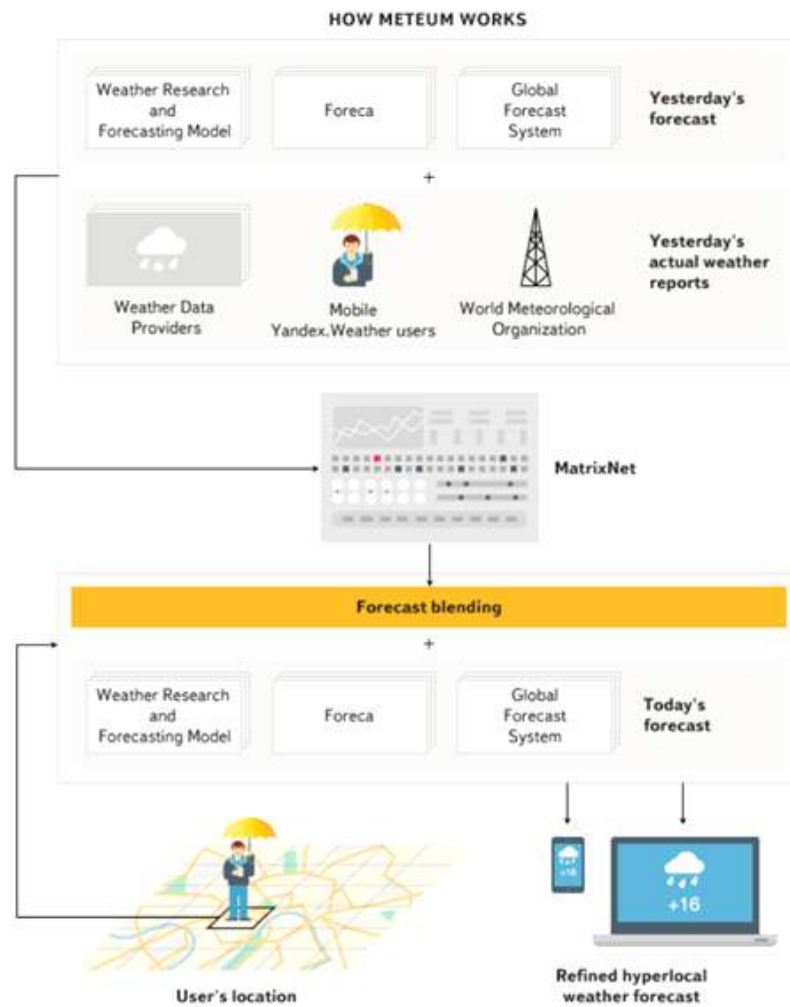 HOW METEUM WORKS
Weather Research
and
Forecasting Model
Foreca
Global
Forecast
System
Yesterday's
forecast
+
Yesterday's
actual weather
reports
Weather Data
Providers
Mobile
Yandex.Weather users
World Meteorological
Organization
MatrixNet
Forecast blending
+
Weather Research
and
Forecasting Model
Foreca
Global
Forecast
System
Today's
forecast
+16
+16
User's location
Refined hyperlocal
weather forecast